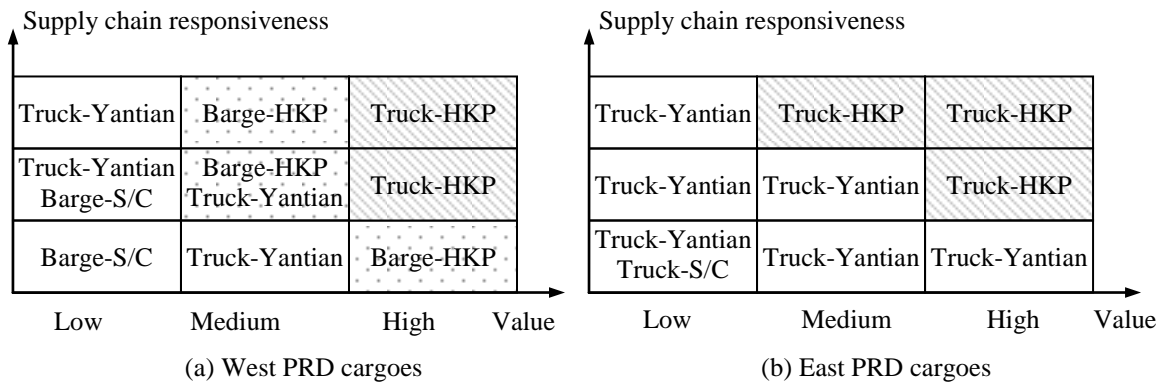 Supply chain responsiveness
Truck-Yantian
Barge-HKP
Truck-HKP
Truck-Yantian
Barge-S/C
Barge-HKP
Truck-Yantian
Truck-HKP
Barge-S/C
Truck-Yantian
Barge-HKP
Low
Medium
High
Value
(a) West PRD cargoes
Supply chain responsiveness
Truck-Yantian
Truck-HKP
Truck-HKP
Truck-Yantian
Truck-Yantian
Truck-HKP
Truck-Yantian
Truck-S/C
Truck-Yantian
Truck-Yantian
Low
Medium
High
Value
(b) East PRD cargoes